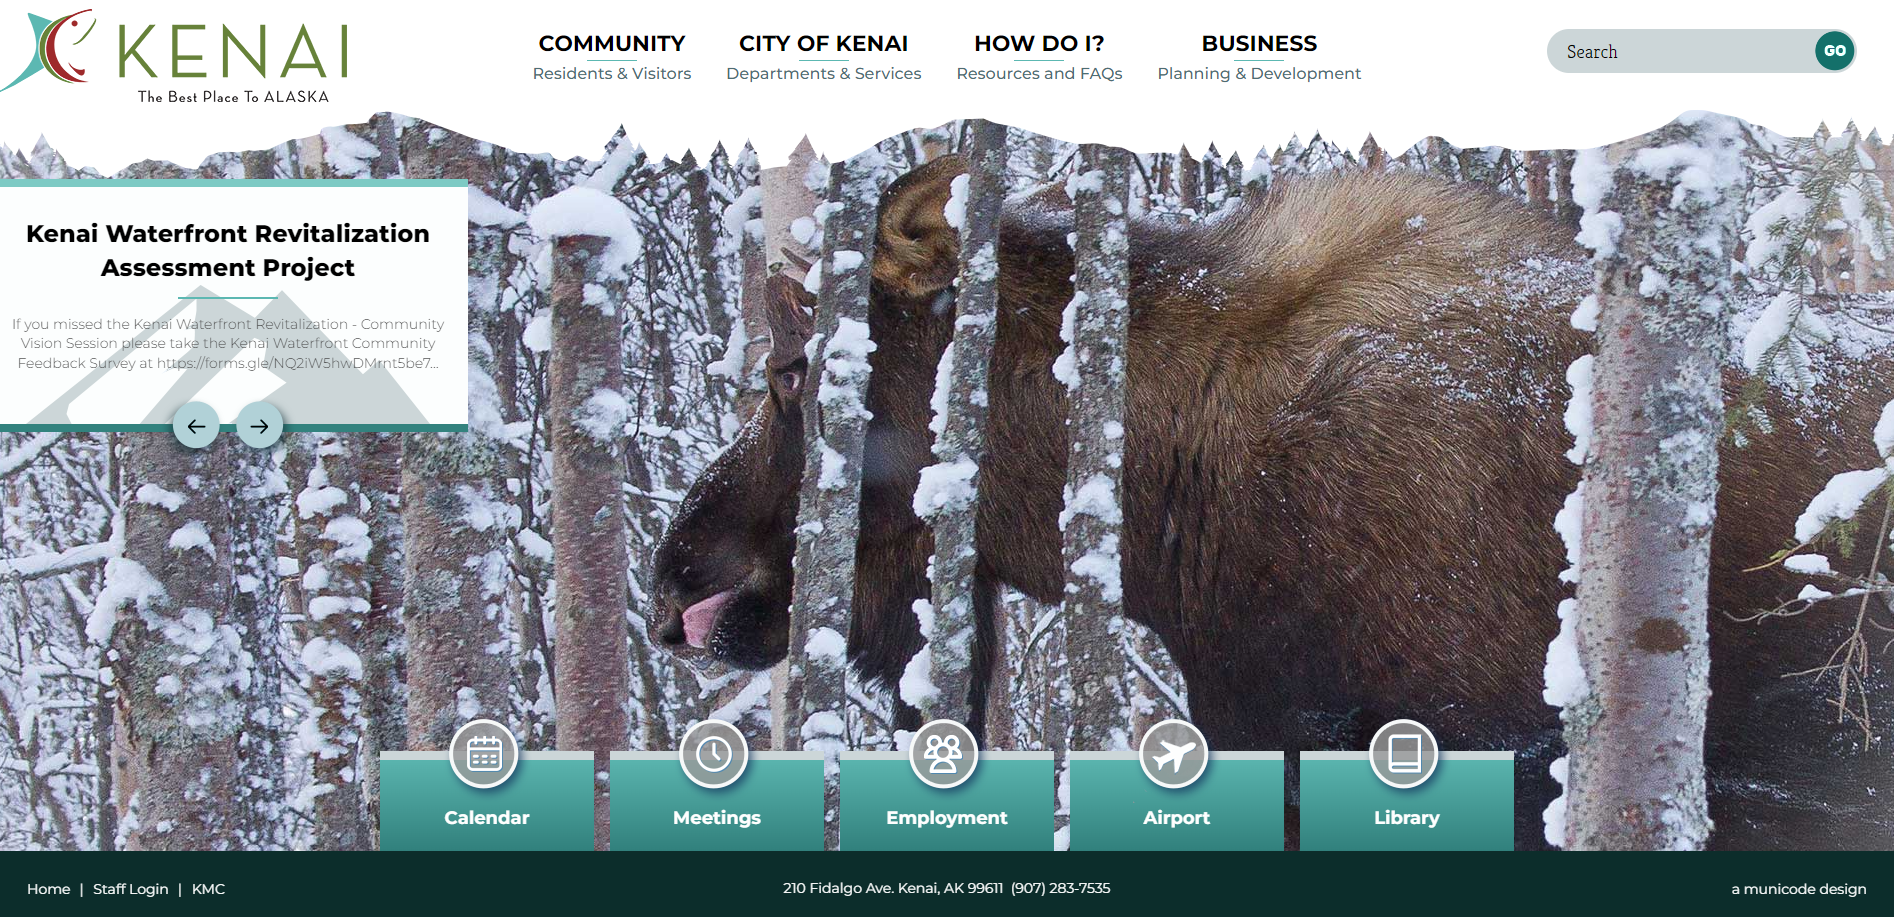 KENAI
The Best Place To ALASKA
COMMUNITY
Residents & Visitors
CITY OF KENAI
Departments & Services
HOW DO I?
Resources and FAQs
BUSINESS
Planning & Development
Search
GO
Kenai Waterfront Revitalization
Assessment Project
If you missed the Kenai Waterfront Revitalization - Community
Vision Session please take the Kenai Waterfront Community
Feedback Survey at https://forms.gle/NQ2iW5hwDMrnt5be7...
Calendar
Meetings
Employment
Airport
Library
Home | Staff Login | KMC
210 Fidalgo Ave. Kenai, AK 99611 (907) 283-7535
a municode design